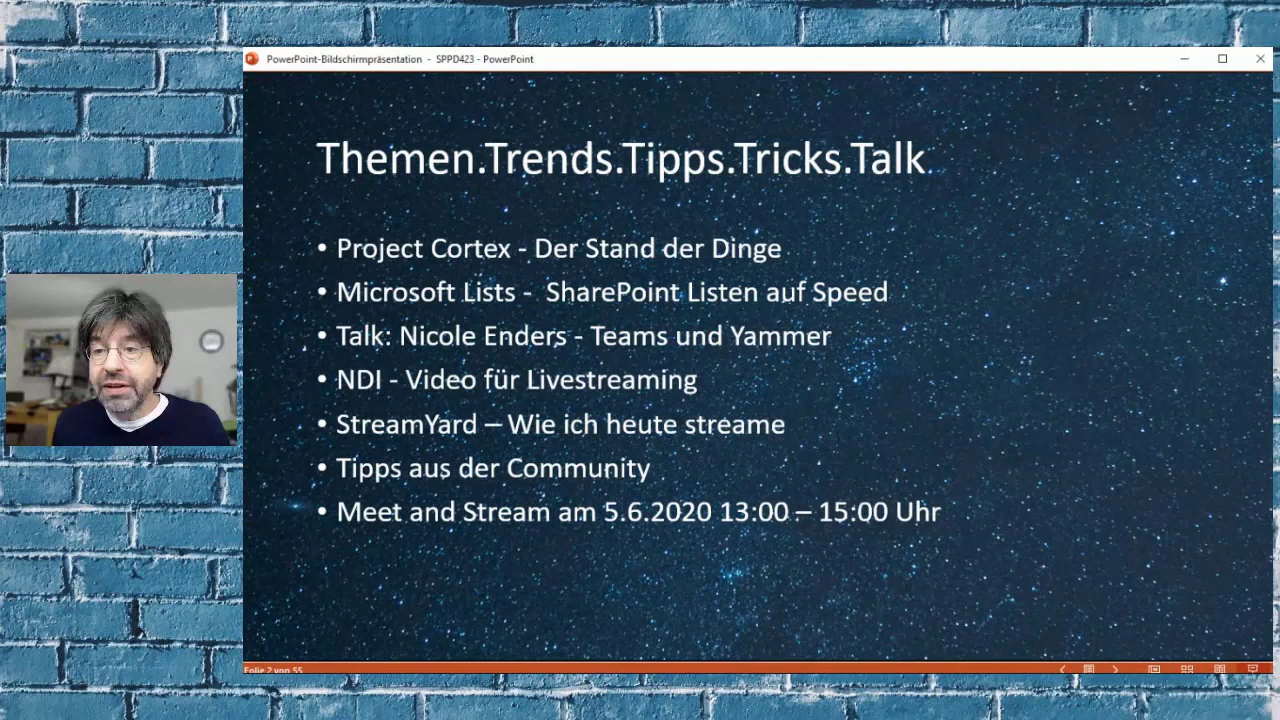 PowerPoint-Bildschirmpräsentation - SPPD423 - PowerPoint
Themen.Trends.Tipps.Tricks.Talk
• Project Cortex - Der Stand der Dinge
• Microsoft Lists - SharePoint Listen auf Speed
• Talk: Nicole Enders - Teams und Yammer
• NDI - Video für Livestreaming
• StreamYard – Wie ich heute streame
• Tipps aus der Community
• Meet and Stream am 5.6.2020 13:00 – 15:00 Uhr
Folie 2 von 55